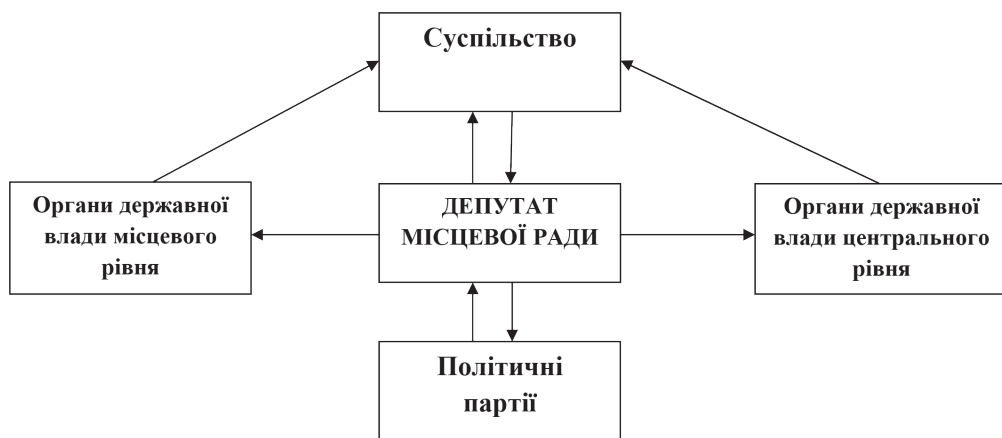 Суспільство
Органи державної
влади місцевого
рівня
ДЕПУТАТ
МІСЦЕВОЇ РАДИ
Органи державної
влади центрального
рівня
Політичні
партії